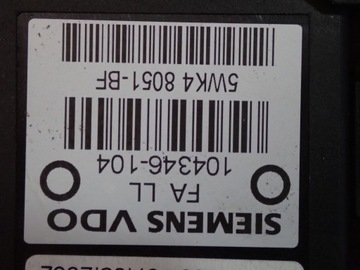 SIEMENS VDO
FA LL
104346-104
5WK4 8051-BF